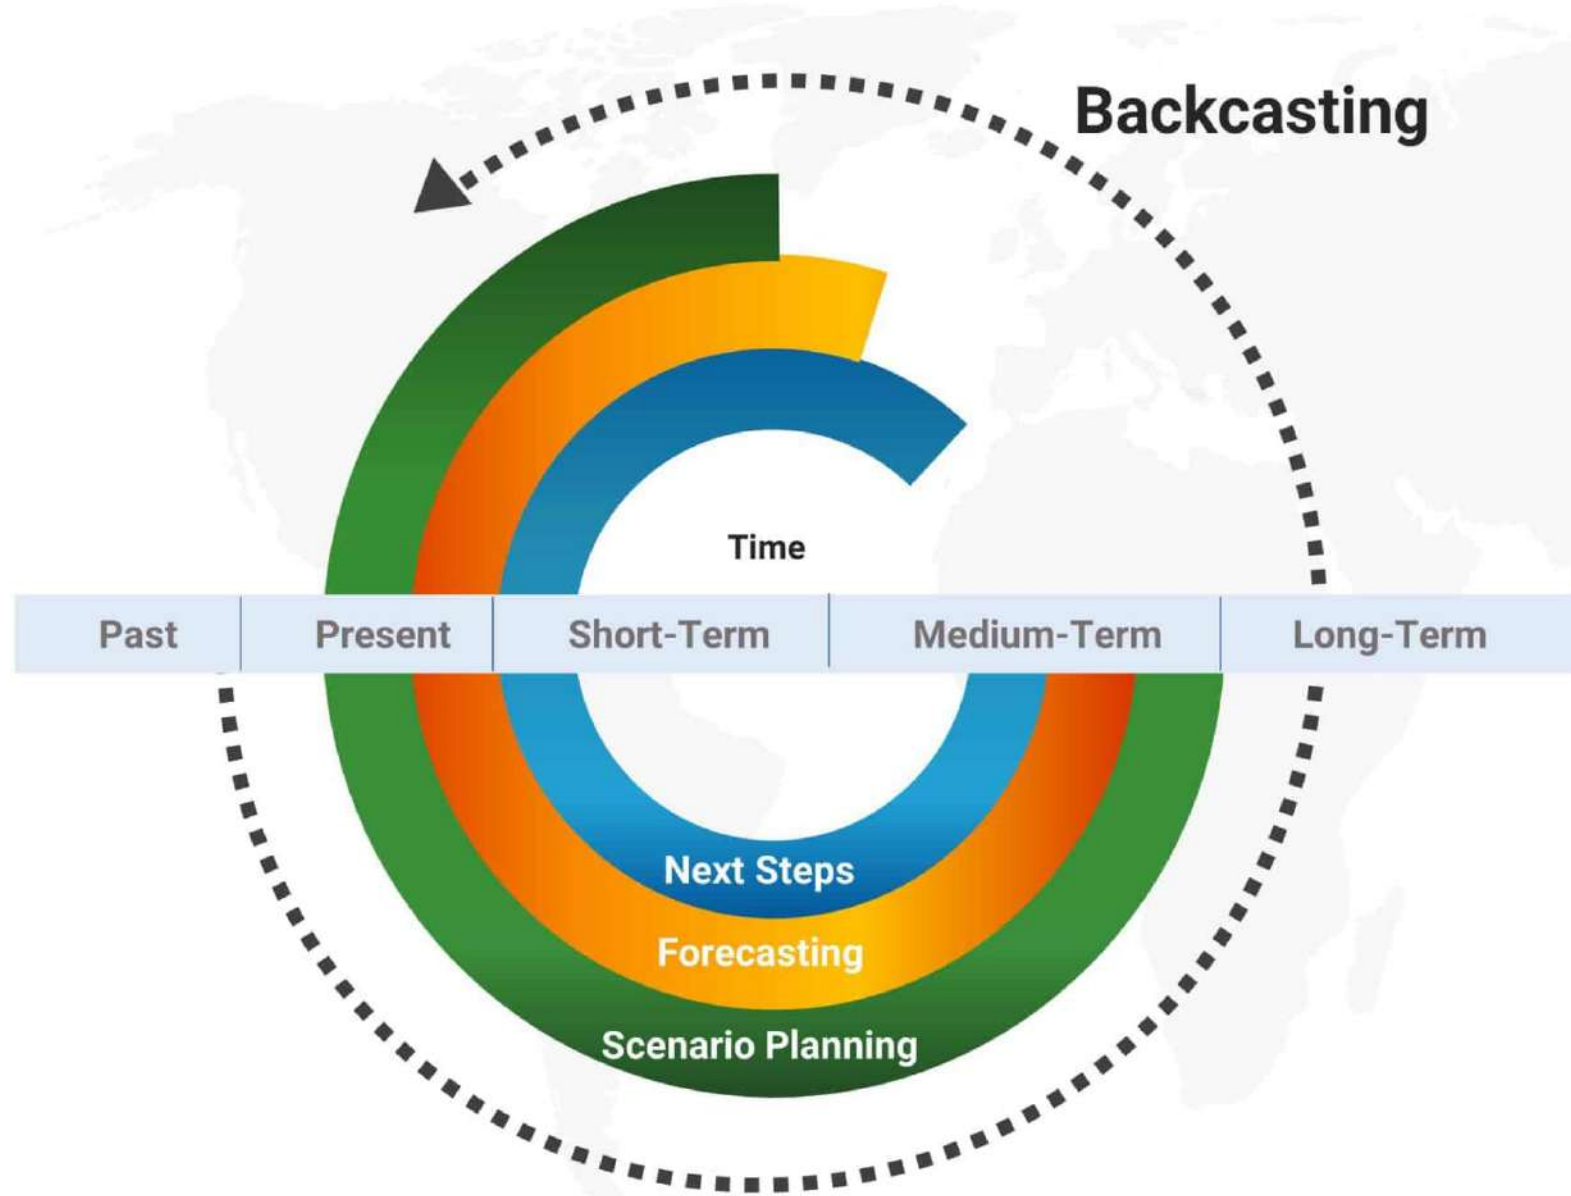 Backcasting
Time
Past Present Short-Term Medium-Term Long-Term
Next Steps
Forecasting
Scenario Planning